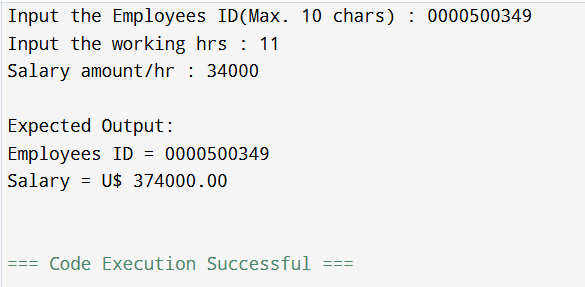 Input the Employees ID(Max. 10 chars) : 0000500349
Input the working hrs : 11
Salary amount/hr : 34000
Expected Output:
Employees ID = 0000500349
Salary = U$ 374000.00
=== Code Execution Successful ===